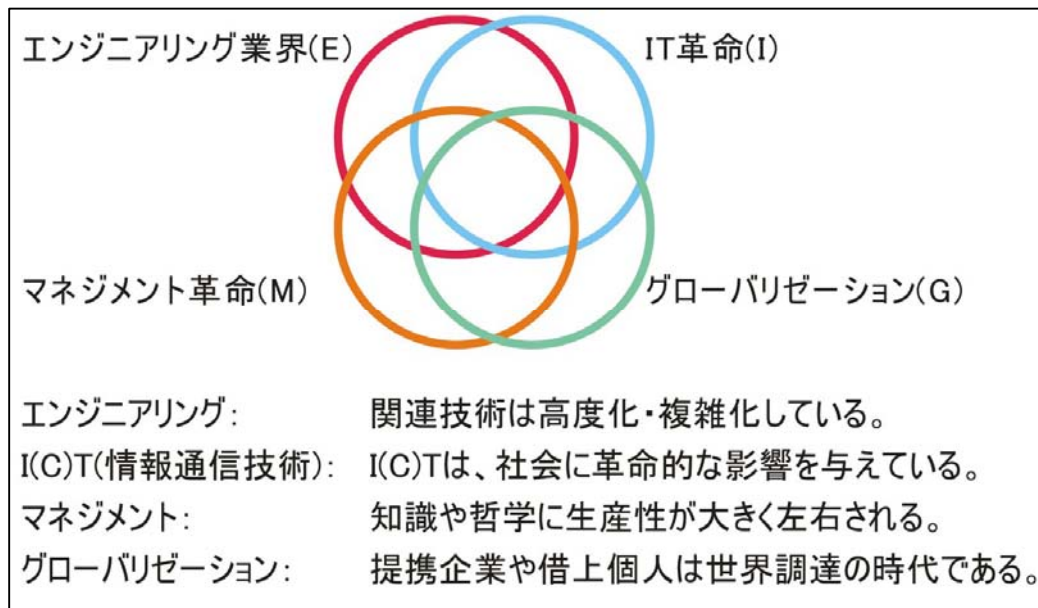 エンジニアリング業界(E)
IT革命(I)
マネジメント革命(M)
グローバリゼーション(G)
エンジニアリング: 関連技術は高度化・複雑化している。
I(C)T(情報通信技術): I(C)Tは、社会に革命的な影響を与えている。
マネジメント: 知識や哲学に生産性が大きく左右される。
グローバリゼーション: 提携企業や借上個人は世界調達の時代である。